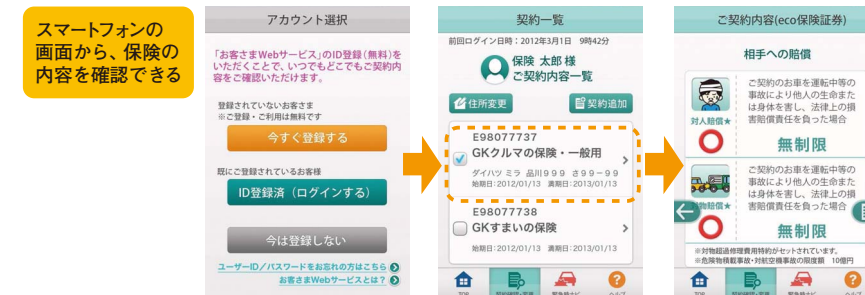 スマートフォンの
画面から、保険の
内容を確認できる
アカウント選択
「お客さまWebサービス」のID登録(無料)を
いただくことで、いつでもどこでもご契約内
容をご確認いただけます。
登録されていないお客さま
※ご登録・ご利用は無料です
今すぐ登録する
既にご登録されているお客様
ID登録済（ログインする）
今は登録しない
ユーザーID／パスワードをお忘れの方はこちら
お客さまWebサービスとは？
契約一覧
前回ログイン日時：2012年3月1日 9時42分
保険 太郎 様
ご契約内容一覧
住所変更
契約追加
E98077737
GKクルマの保険・一般用
ダイハツ ミラ 品川999 さ99－99
始期日:2012/01/13 満期日:2013/01/13
E98077738
GKすまいの保険
始期日:2012/01/13 満期日:2013/01/13
TOP
ヘルプ
ご契約内容(eco保険証券)
相手への賠償
対人賠償★
ご契約のお車を運転中等の
事故により他人の生命また
は身体を害し、法律上の損
害賠償責任を負った場合
無制限
物賠償★
ご契約のお車を運転中等の
事故により他人の生命また
は身体を害し、法律上の損
害賠償責任を負った場合
無制限
※対物超過修理費用特約がセットされています。
※危険物積載事故・対航空機事故の限度額 10億円
TOP
ヘルプ